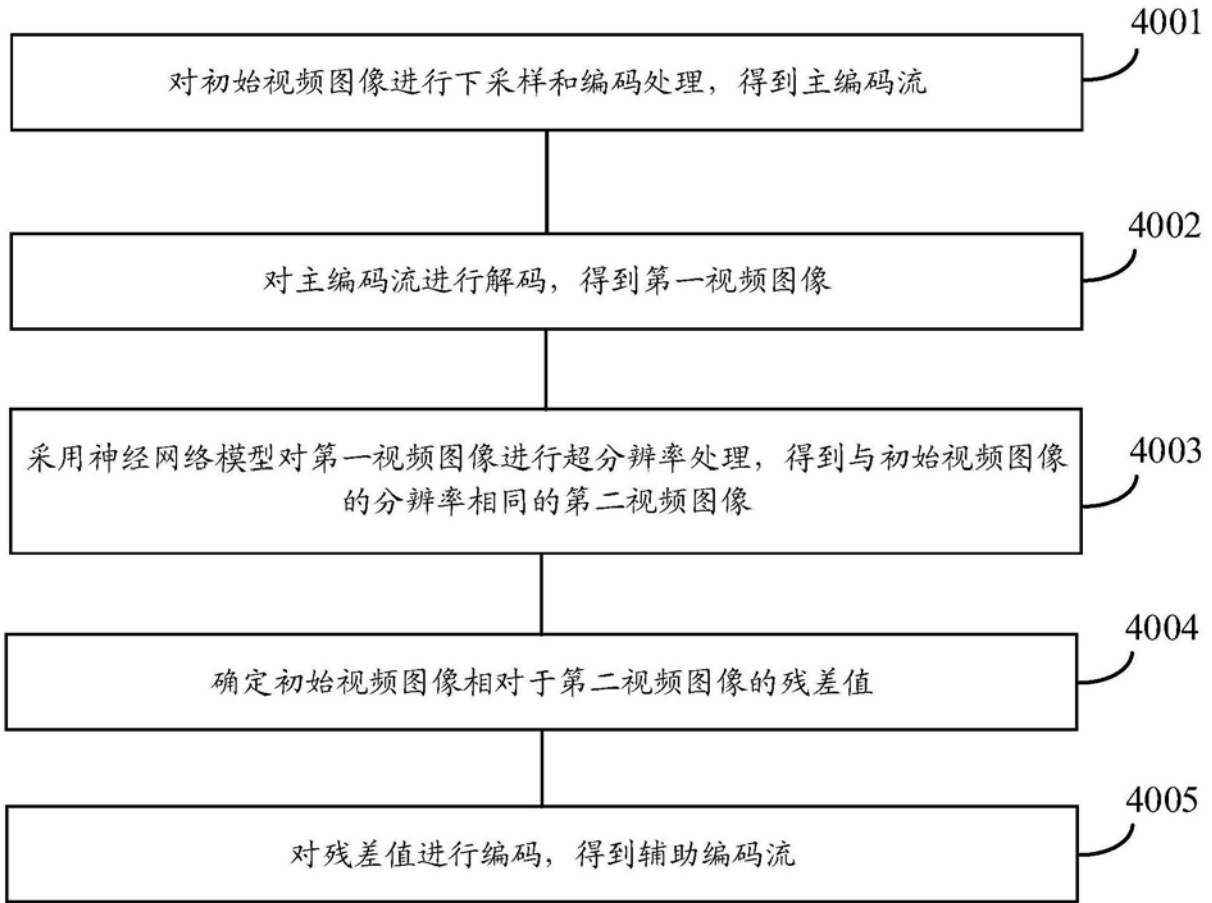 4001
对初始视频图像进行下采样和编码处理，得到主编码流
4002
对主编码流进行解码，得到第一视频图像
4003
采用神经网络模型对第一视频图像进行超分辨率处理，得到与初始视频图像
的分辨率相同的第二视频图像
4004
确定初始视频图像相对于第二视频图像的残差值
4005
对残差值进行编码，得到辅助编码流